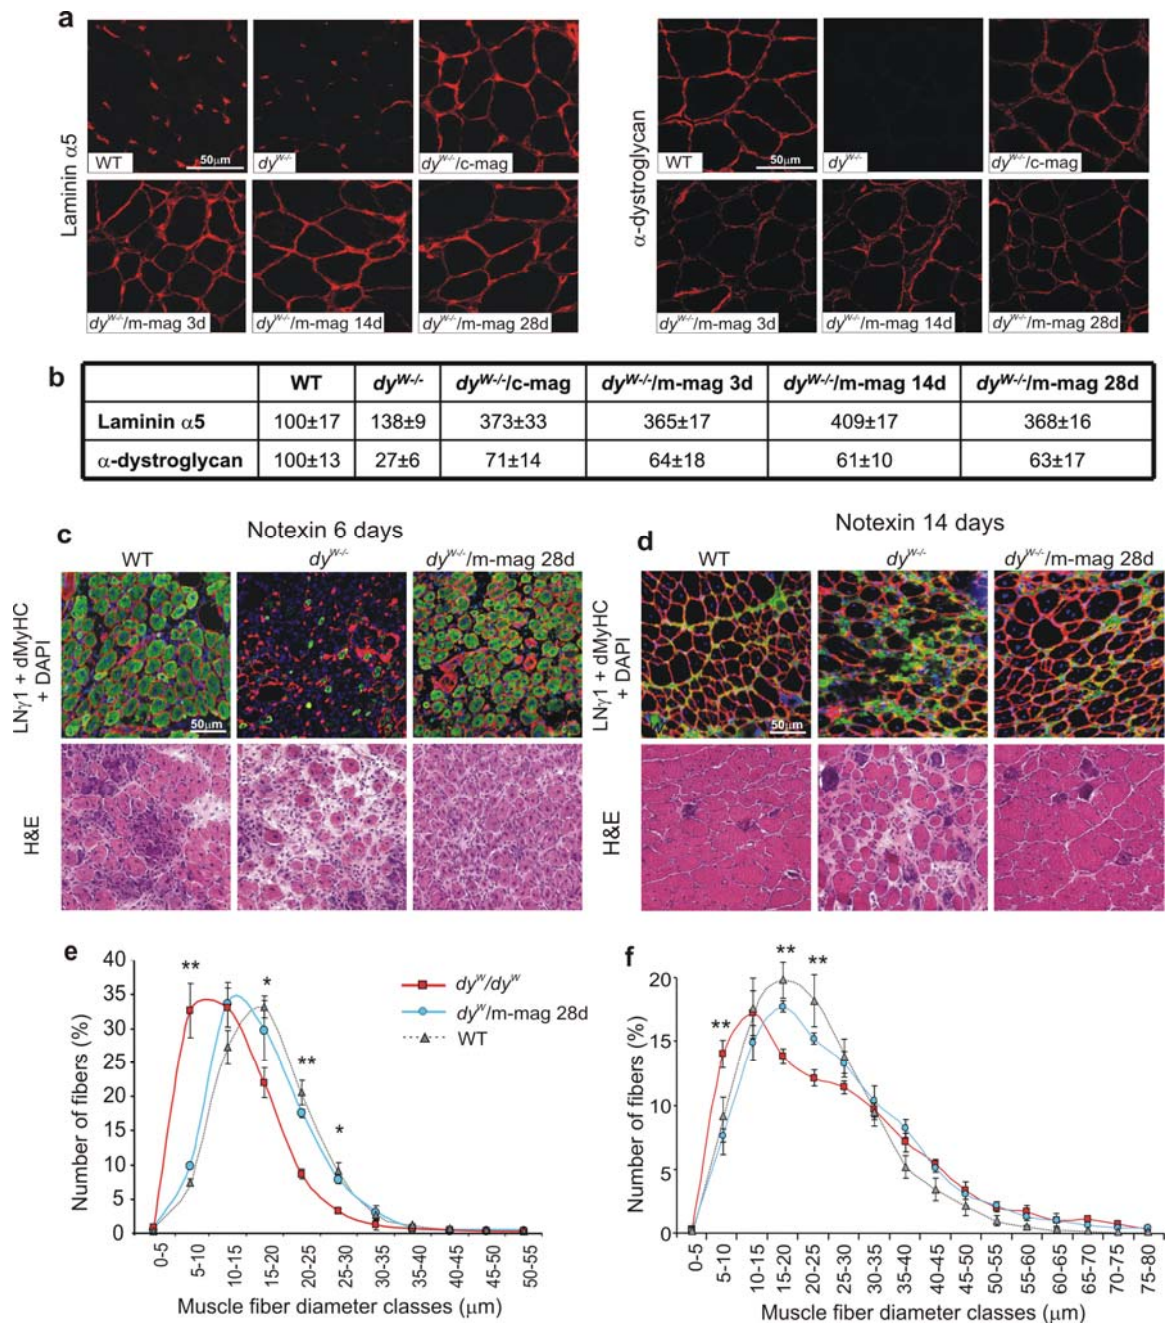 a
Laminin α5
WT
50μm
dyW-/-
dyW-/-/c-mag
dyW-/-/m-mag 3d
dyW-/-/m-mag 14d
dyW-/-/m-mag 28d
α-dystroglycan
WT
50μm
dyW-/-
dyW-/-/c-mag
dyW-/-/m-mag 3d
dyW-/-/m-mag 14d
dyW-/-/m-mag 28d
b
WT dyW-/- dyW-/-/c-mag dyW-/-/m-mag 3d dyW-/-/m-mag 14d dyW-/-/m-mag 28d
Laminin α5 100±17 138±9 373±33 365±17 409±17 368±16
α-dystroglycan 100±13 27±6 71±14 64±18 61±10 63±17
c
Notexin 6 days
WT dyW-/- dyW-/-/m-mag 28d
LNγ1 + dMyHC
+ DAPI
50μm
H&E
d
Notexin 14 days
WT dyW-/- dyW-/-/m-mag 28d
LNγ1 + dMyHC
+ DAPI
50μm
H&E
e
Number of fibers (%)
40
35
30
25
20
15
10
5
0
** * ** *
dyW/dyW
dyW/m-mag 28d
WT
0-5 5-10 10-15 15-20 20-25 25-30 30-35 35-40 40-45 45-50 50-55
Muscle fiber diameter classes (μm)
f
Number of fibers (%)
20
15
10
5
0
** ** **
0-5 5-10 10-15 15-20 20-25 25-30 30-35 35-40 40-45 45-50 50-55 55-60 60-65 65-70 70-75 75-80
Muscle fiber diameter classes (μm)